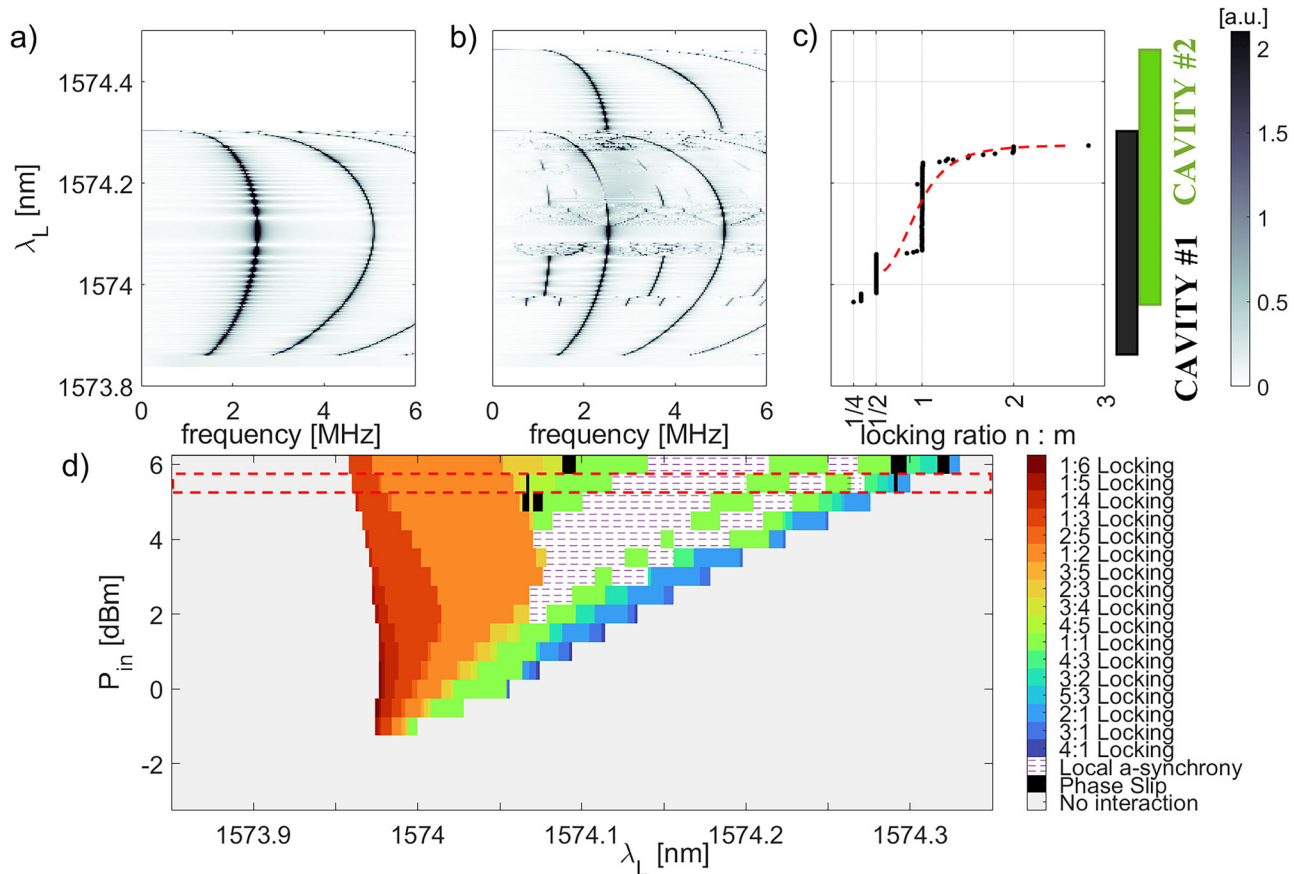 a)
b)
c)
[a.u.]
1574.4
1574.2
1574
1573.8
λL [nm]
0 2 4 6
frequency [MHz]
0 2 4 6
frequency [MHz]
1/4 1/2 1 2 3
locking ratio n : m
CAVITY #1
CAVITY #2
2
1.5
1
0.5
0
d)
6
4
2
0
-2
Pin [dBm]
1573.9 1574 1574.1 1574.2 1574.3
λL [nm]
1:6 Locking
1:5 Locking
1:4 Locking
1:3 Locking
2:5 Locking
1:2 Locking
3:5 Locking
2:3 Locking
3:4 Locking
4:5 Locking
1:1 Locking
4:3 Locking
3:2 Locking
5:3 Locking
2:1 Locking
3:1 Locking
4:1 Locking
Local a-synchrony
Phase Slip
No interaction